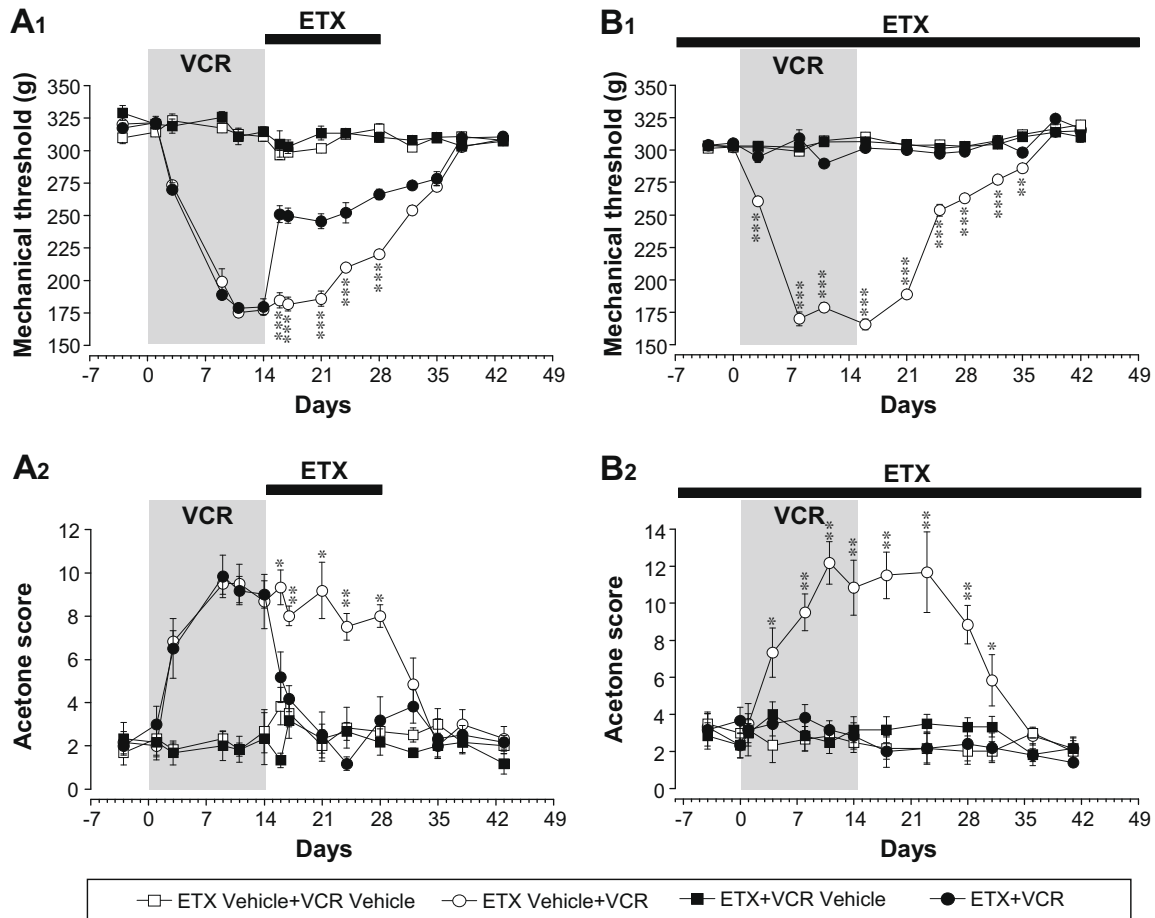 A1
ETX
VCR
Mechanical threshold (g)
350
325
300
275
250
225
200
175
150
*** *** *** *** ***
-7 0 7 14 21 28 35 42 49
Days
B1
ETX
VCR
Mechanical threshold (g)
350
325
300
275
250
225
200
175
150
*** *** *** *** *** *** *** *** **
-7 0 7 14 21 28 35 42 49
Days
A2
ETX
VCR
Acetone score
12
10
8
6
4
2
0
* ** * ** *
-7 0 7 14 21 28 35 42 49
Days
B2
ETX
VCR
Acetone score
14
12
10
8
6
4
2
0
* ** ** ** ** ** ** *
-7 0 7 14 21 28 35 42 49
Days
ETX Vehicle+VCR Vehicle ETX Vehicle+VCR ETX+VCR Vehicle ETX+VCR